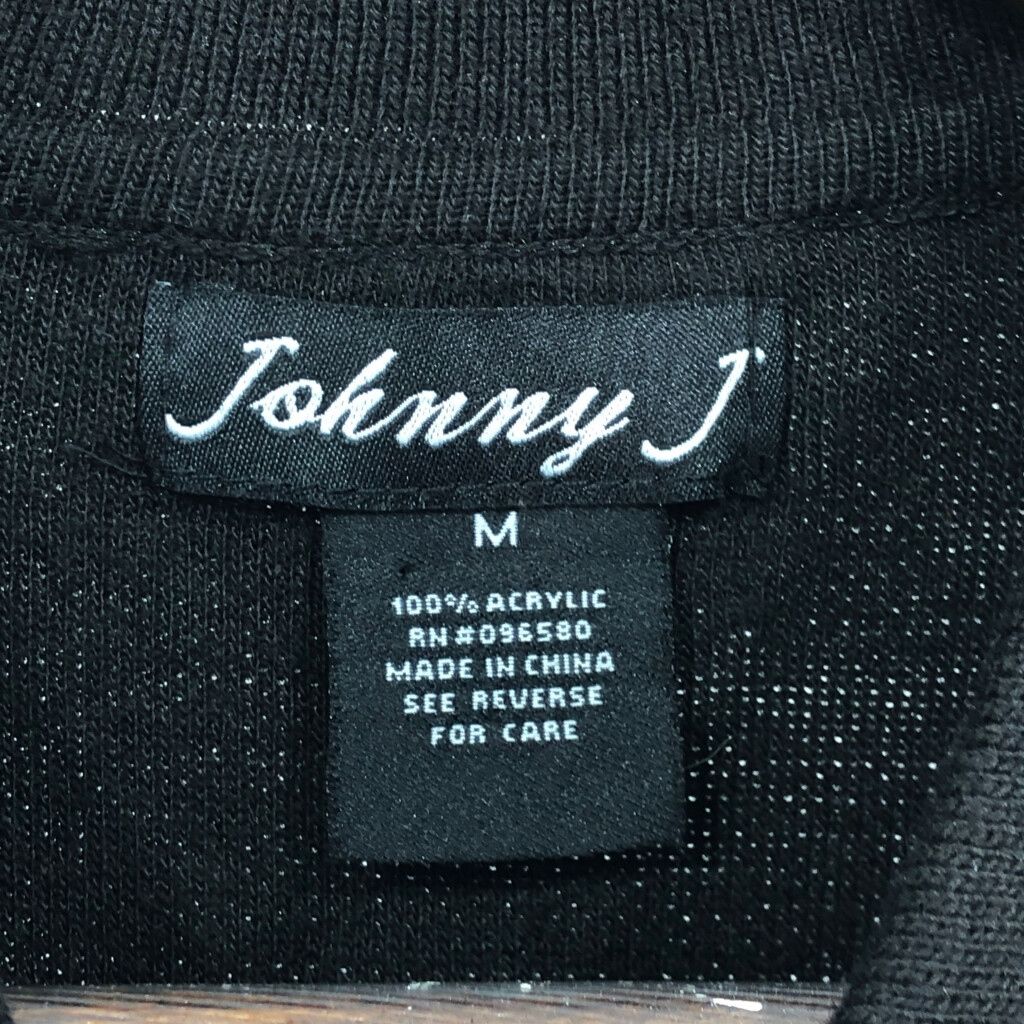 Johnny J
M
100% ACRYLIC
RN#096580
MADE IN CHINA
SEE REVERSE
FOR CARE